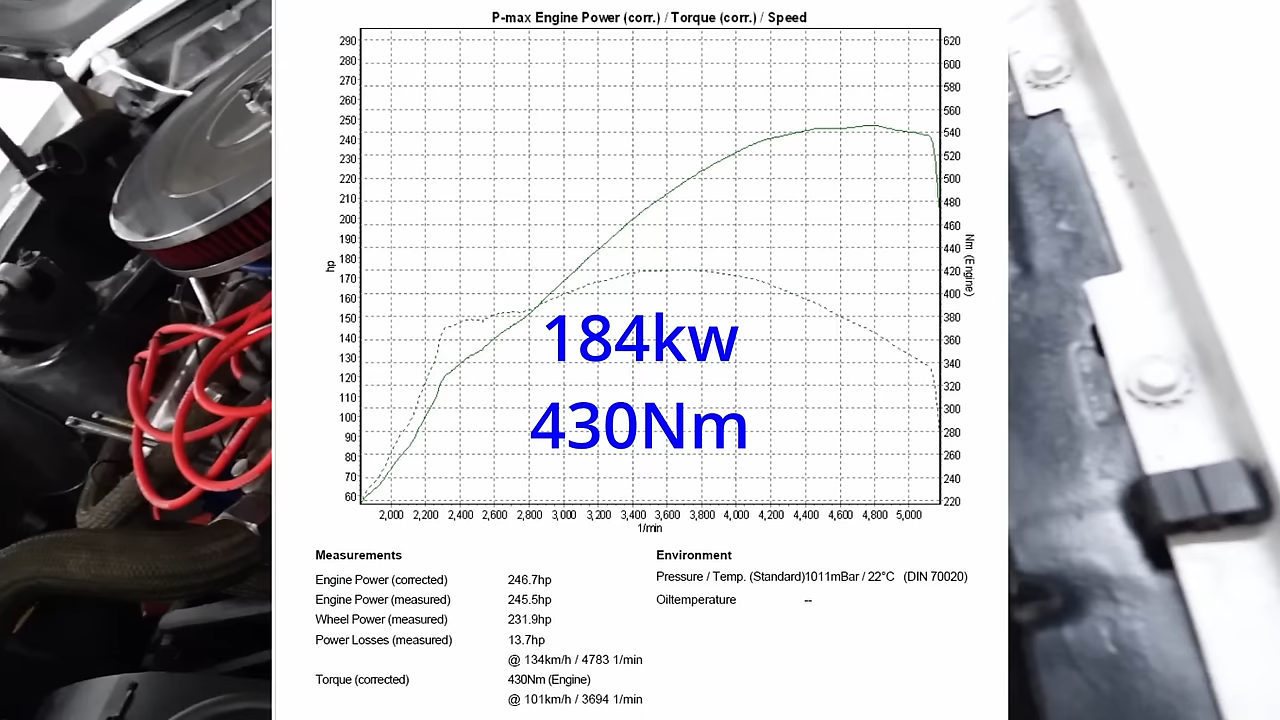 P-max Engine Power (corr.) / Torque (corr.) / Speed
290
280
270
260
250
240
230
220
210
200
190
180
170
160
150
140
130
120
110
100
90
80
70
60
hp
620
600
580
560
540
520
500
480
460
440
420
400
380
360
340
320
300
280
260
240
220
Nm (Engine)
184kw
430Nm
2,000 2,200 2,400 2,600 2,800 3,000 3,200 3,400 3,600 3,800 4,000 4,200 4,400 4,600 4,800 5,000
1/min
Measurements
Engine Power (corrected) 246.7hp
Engine Power (measured) 245.5hp
Wheel Power (measured) 231.9hp
Power Losses (measured) 13.7hp
@ 134km/h / 4783 1/min
Torque (corrected) 430Nm (Engine)
@ 101km/h / 3694 1/min
Environment
Pressure / Temp. (Standard)1011mBar / 22°C (DIN 70020)
Oiltemperature --